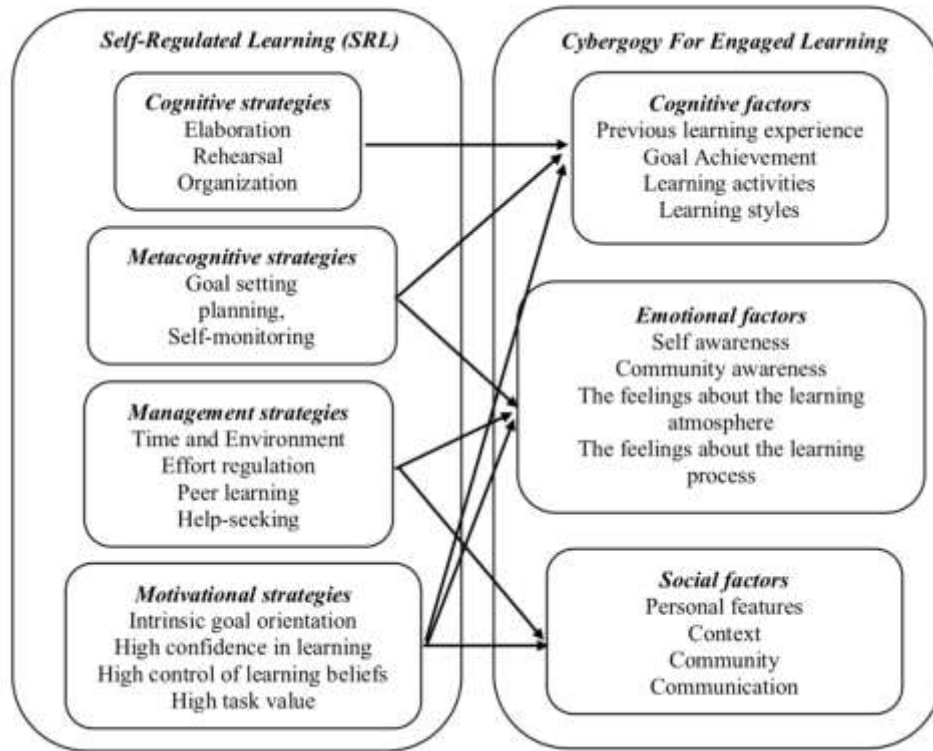 Self-Regulated Learning (SRL)
Cognitive strategies
Elaboration
Rehearsal
Organization
Metacognitive strategies
Goal setting
planning,
Self-monitoring
Management strategies
Time and Environment
Effort regulation
Peer learning
Help-seeking
Motivational strategies
Intrinsic goal orientation
High confidence in learning
High control of learning beliefs
High task value
Cybergogy For Engaged Learning
Cognitive factors
Previous learning experience
Goal Achievement
Learning activities
Learning styles
Emotional factors
Self awareness
Community awareness
The feelings about the learning
atmosphere
The feelings about the learning
process
Social factors
Personal features
Context
Community
Communication